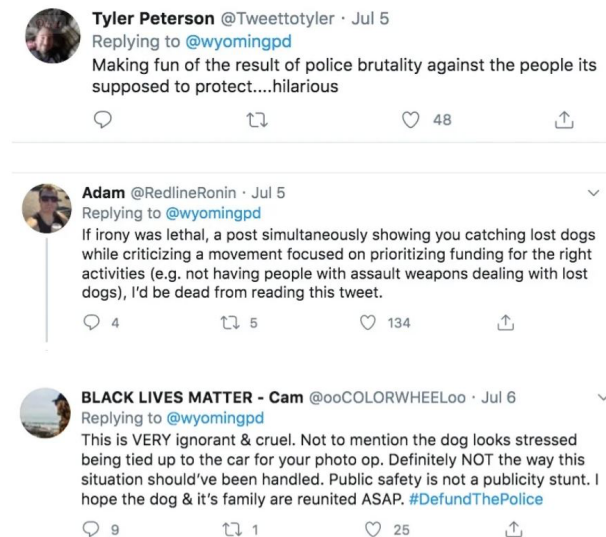 Tyler Peterson @Tweettotyler · Jul 5
Replying to @wyomingpd
Making fun of the result of police brutality against the people its
supposed to protect....hilarious
48
Adam @RedlineRonin · Jul 5
Replying to @wyomingpd
If irony was lethal, a post simultaneously showing you catching lost dogs
while criticizing a movement focused on prioritizing funding for the right
activities (e.g. not having people with assault weapons dealing with lost
dogs), I'd be dead from reading this tweet.
4 5 134
BLACK LIVES MATTER - Cam @ooCOLORWHEELoo · Jul 6
Replying to @wyomingpd
This is VERY ignorant & cruel. Not to mention the dog looks stressed
being tied up to the car for your photo op. Definitely NOT the way this
situation should've been handled. Public safety is not a publicity stunt. I
hope the dog & it's family are reunited ASAP. #DefundThePolice
9 1 25